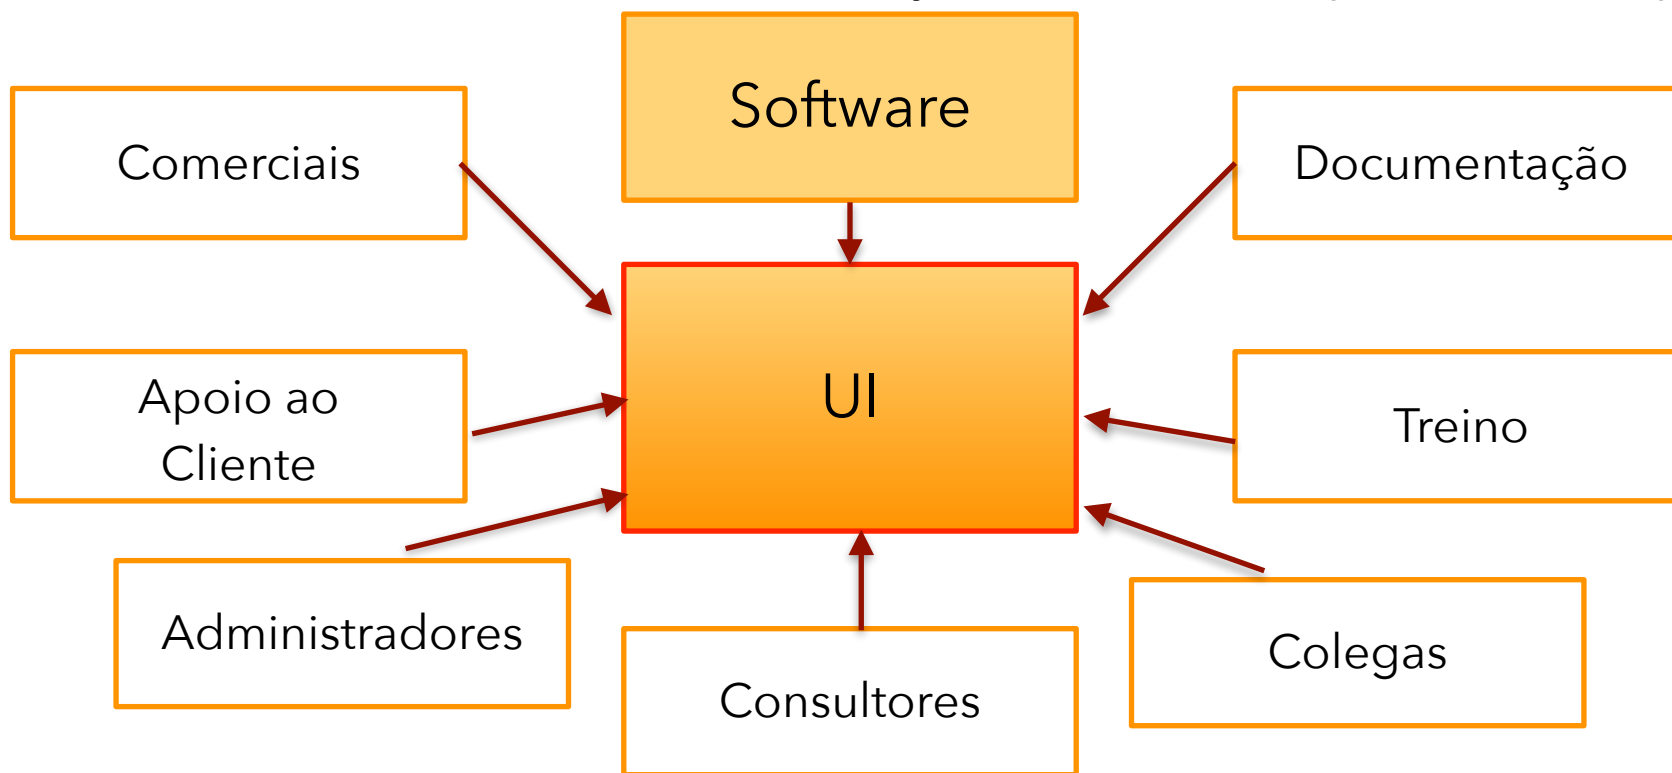 Software
Comerciais
Documentação
UI
Apoio ao
Cliente
Treino
Administradores
Consultores
Colegas